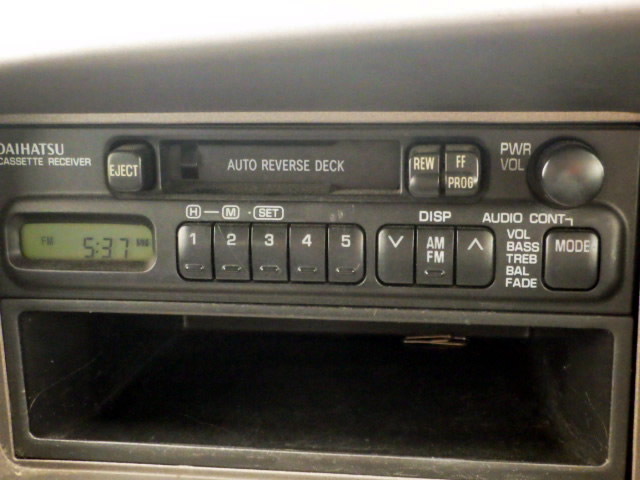 DAIHATSU
CASSETTE RECEIVER
EJECT
AUTO REVERSE DECK
REW
FF
PROG
PWR
VOL
FM 5:37
H M SET
1 2 3 4 5
DISP
AM
FM
AUDIO CONT
VOL
BASS
TREB
BAL
FADE
MODE